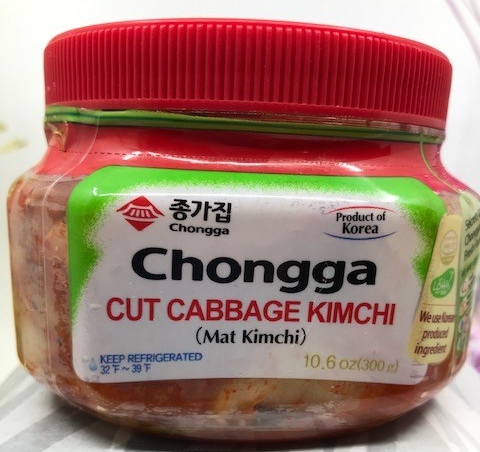 종가집
Chongga
Product of
Korea
Chongga
CUT CABBAGE KIMCHI
(Mat Kimchi)
KEEP REFRIGERATED
32°F ~ 39°F
10.6 oz(300 g)
We use Korean
produced
ingredient